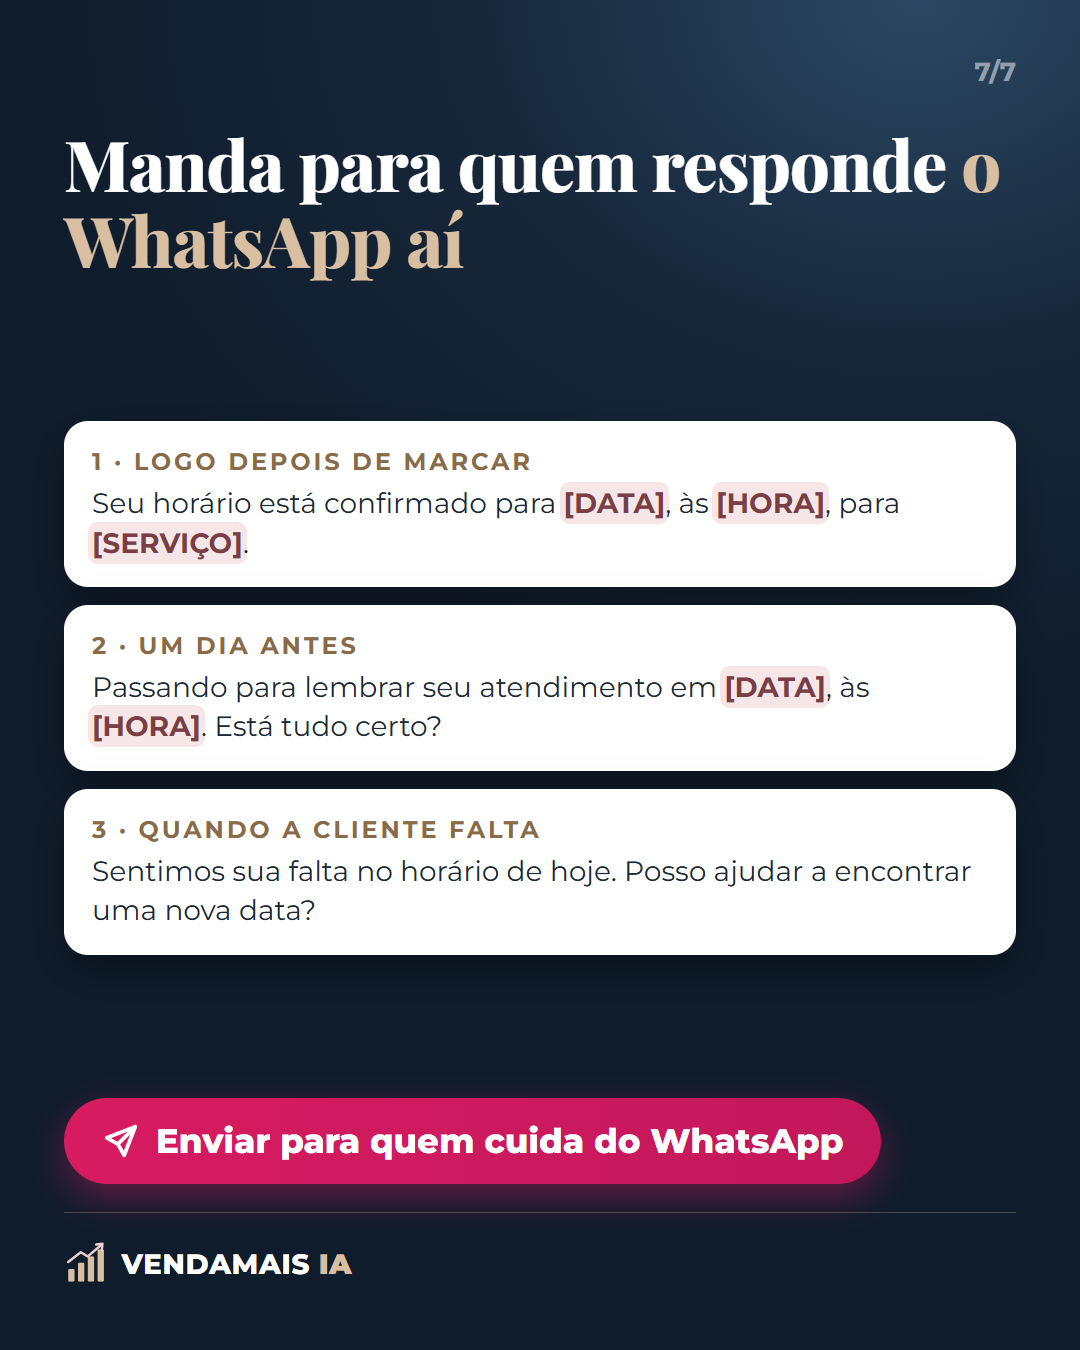 7/7
Manda para quem responde o
WhatsApp aí
1 · LOGO DEPOIS DE MARCAR
Seu horário está confirmado para [DATA], às [HORA], para
[SERVIÇO].
2 · UM DIA ANTES
Passando para lembrar seu atendimento em [DATA], às
[HORA]. Está tudo certo?
3 · QUANDO A CLIENTE FALTA
Sentimos sua falta no horário de hoje. Posso ajudar a encontrar
uma nova data?
Enviar para quem cuida do WhatsApp
VENDAMAIS IA